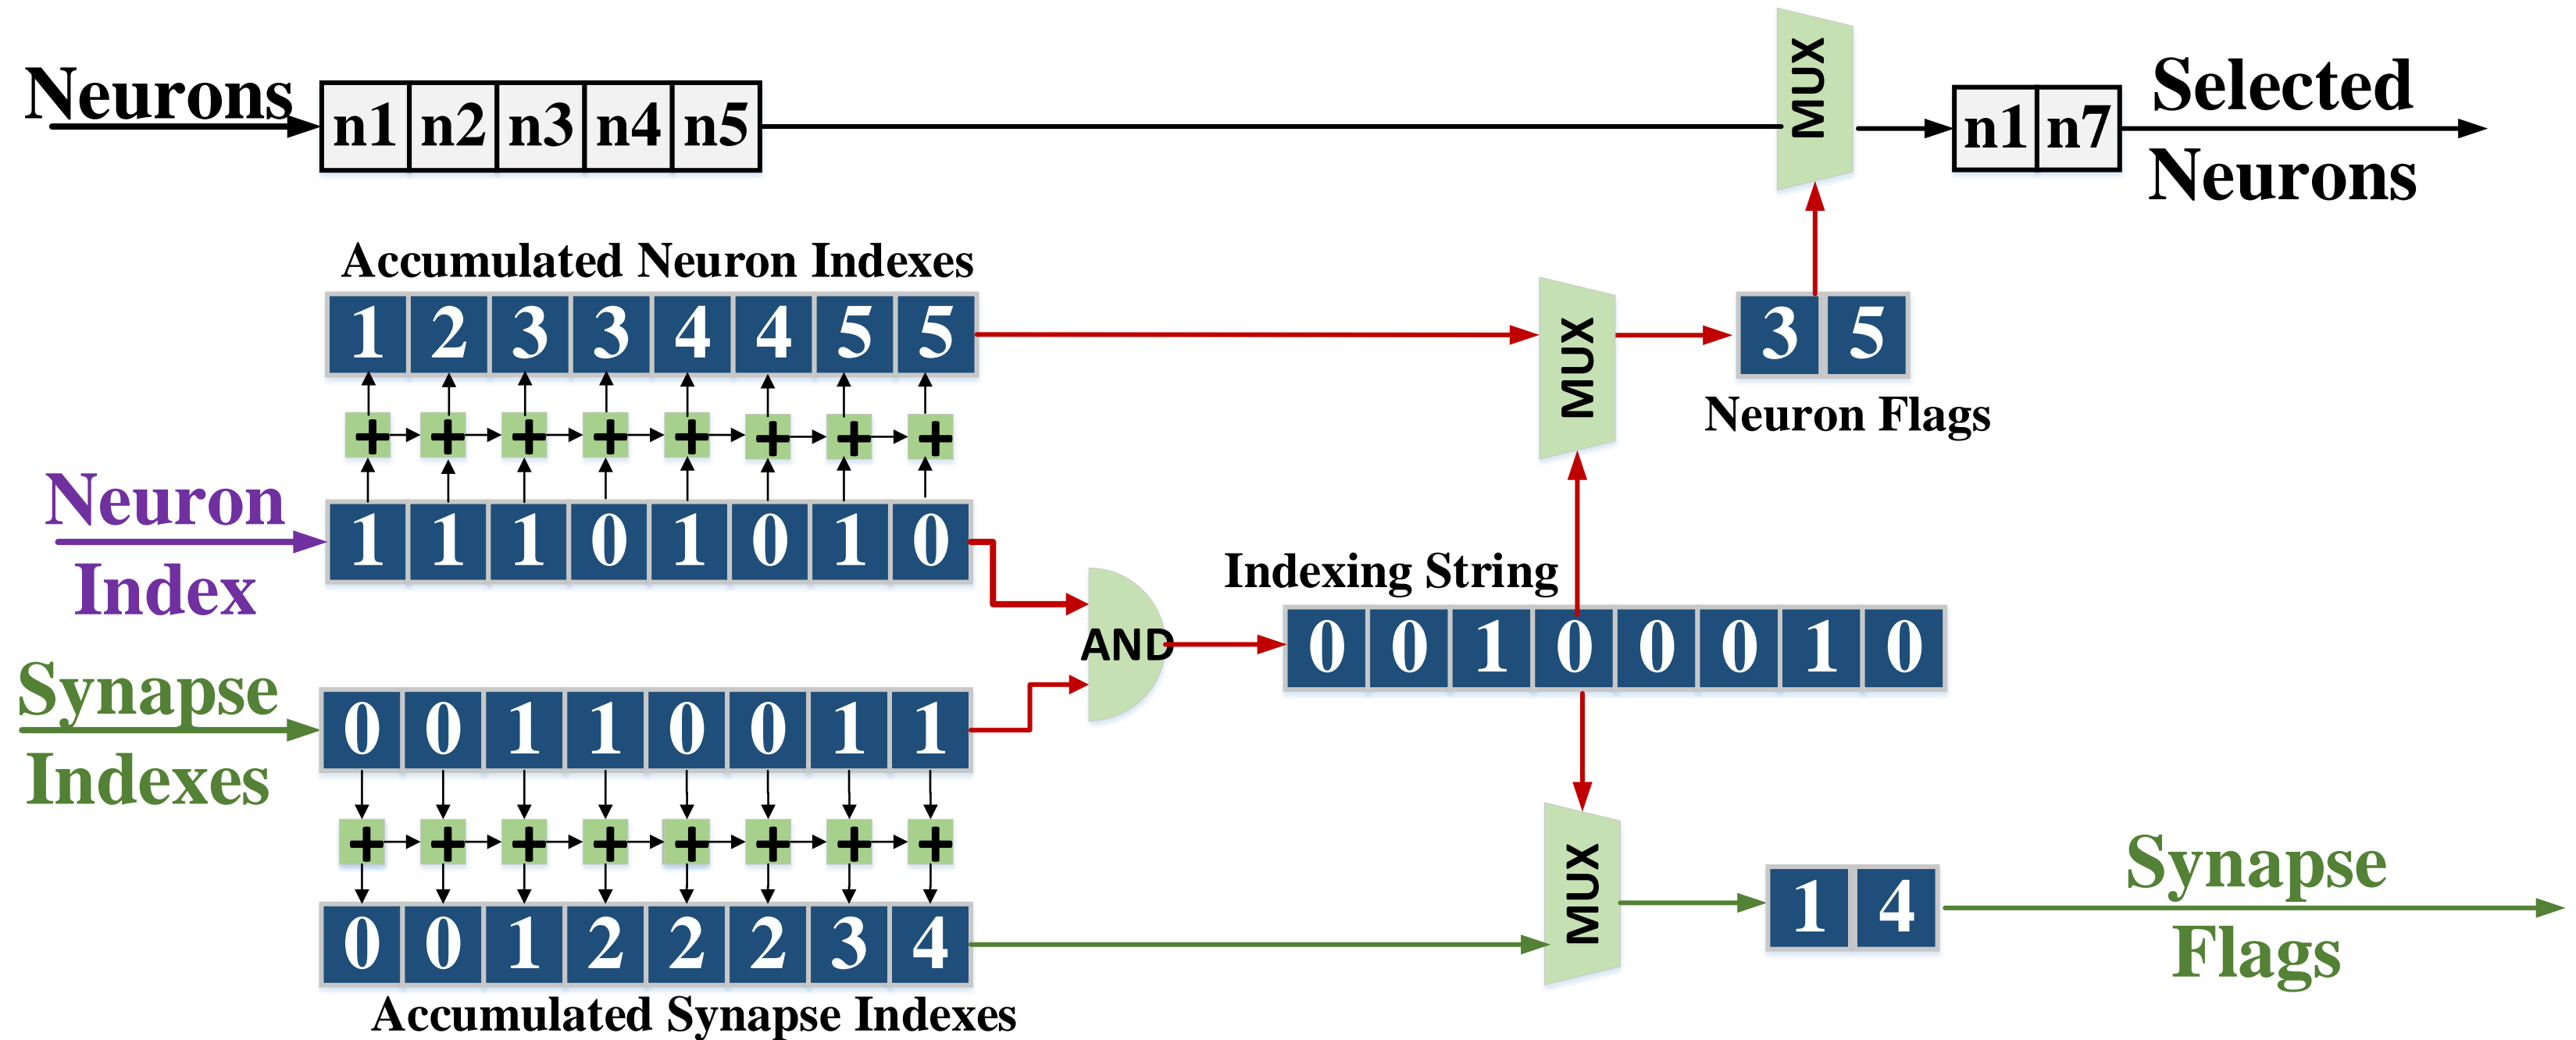 Neurons
n1 n2 n3 n4 n5
MUX
n1 n7
Selected
Neurons
Accumulated Neuron Indexes
1 2 3 3 4 4 5 5
MUX
3 5
Neuron Flags
+ + + + + + + +
Neuron
Index
1 1 1 0 1 0 1 0
AND
Indexing String
0 0 1 0 0 0 1 0
Synapse
Indexes
0 0 1 1 0 0 1 1
+ + + + + + + +
0 0 1 2 2 2 3 4
Accumulated Synapse Indexes
MUX
1 4
Synapse
Flags